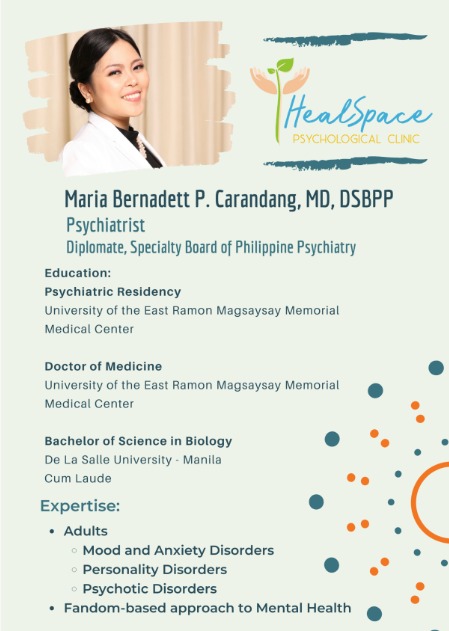 HealSpace
PSYCHOLOGICAL CLINIC
Maria Bernadett P. Carandang, MD, DSBPP
Psychiatrist
Diplomate, Specialty Board of Philippine Psychiatry
Education:
Psychiatric Residency
University of the East Ramon Magsaysay Memorial
Medical Center
Doctor of Medicine
University of the East Ramon Magsaysay Memorial
Medical Center
Bachelor of Science in Biology
De La Salle University - Manila
Cum Laude
Expertise:
• Adults
○ Mood and Anxiety Disorders
○ Personality Disorders
○ Psychotic Disorders
• Fandom-based approach to Mental Health